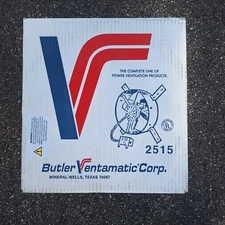 THE COMPLETE LINE OF
POWER VENTILATION PRODUCTS
2515
Butler Ventamatic Corp.
MINERAL WELLS, TEXAS 76067